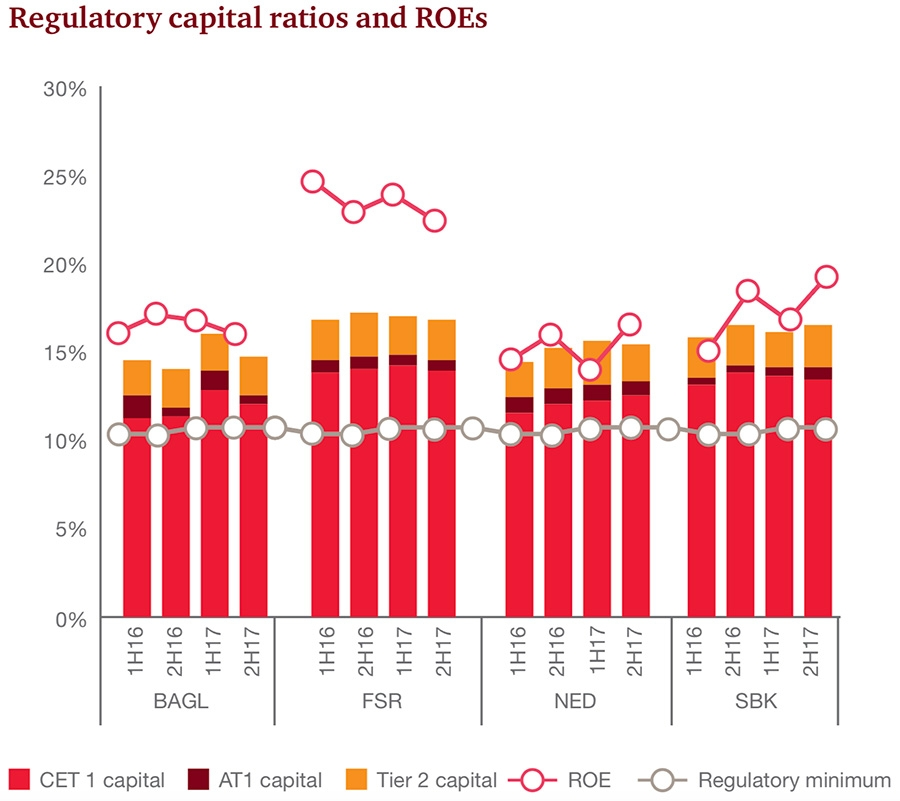 Regulatory capital ratios and ROEs
30%
25%
20%
15%
10%
5%
0%
1H16 2H16 1H17 2H17 1H16 2H16 1H17 2H17 1H16 2H16 1H17 2H17 1H16 2H16 1H17 2H17
BAGL FSR NED SBK
CET 1 capital AT1 capital Tier 2 capital ROE Regulatory minimum